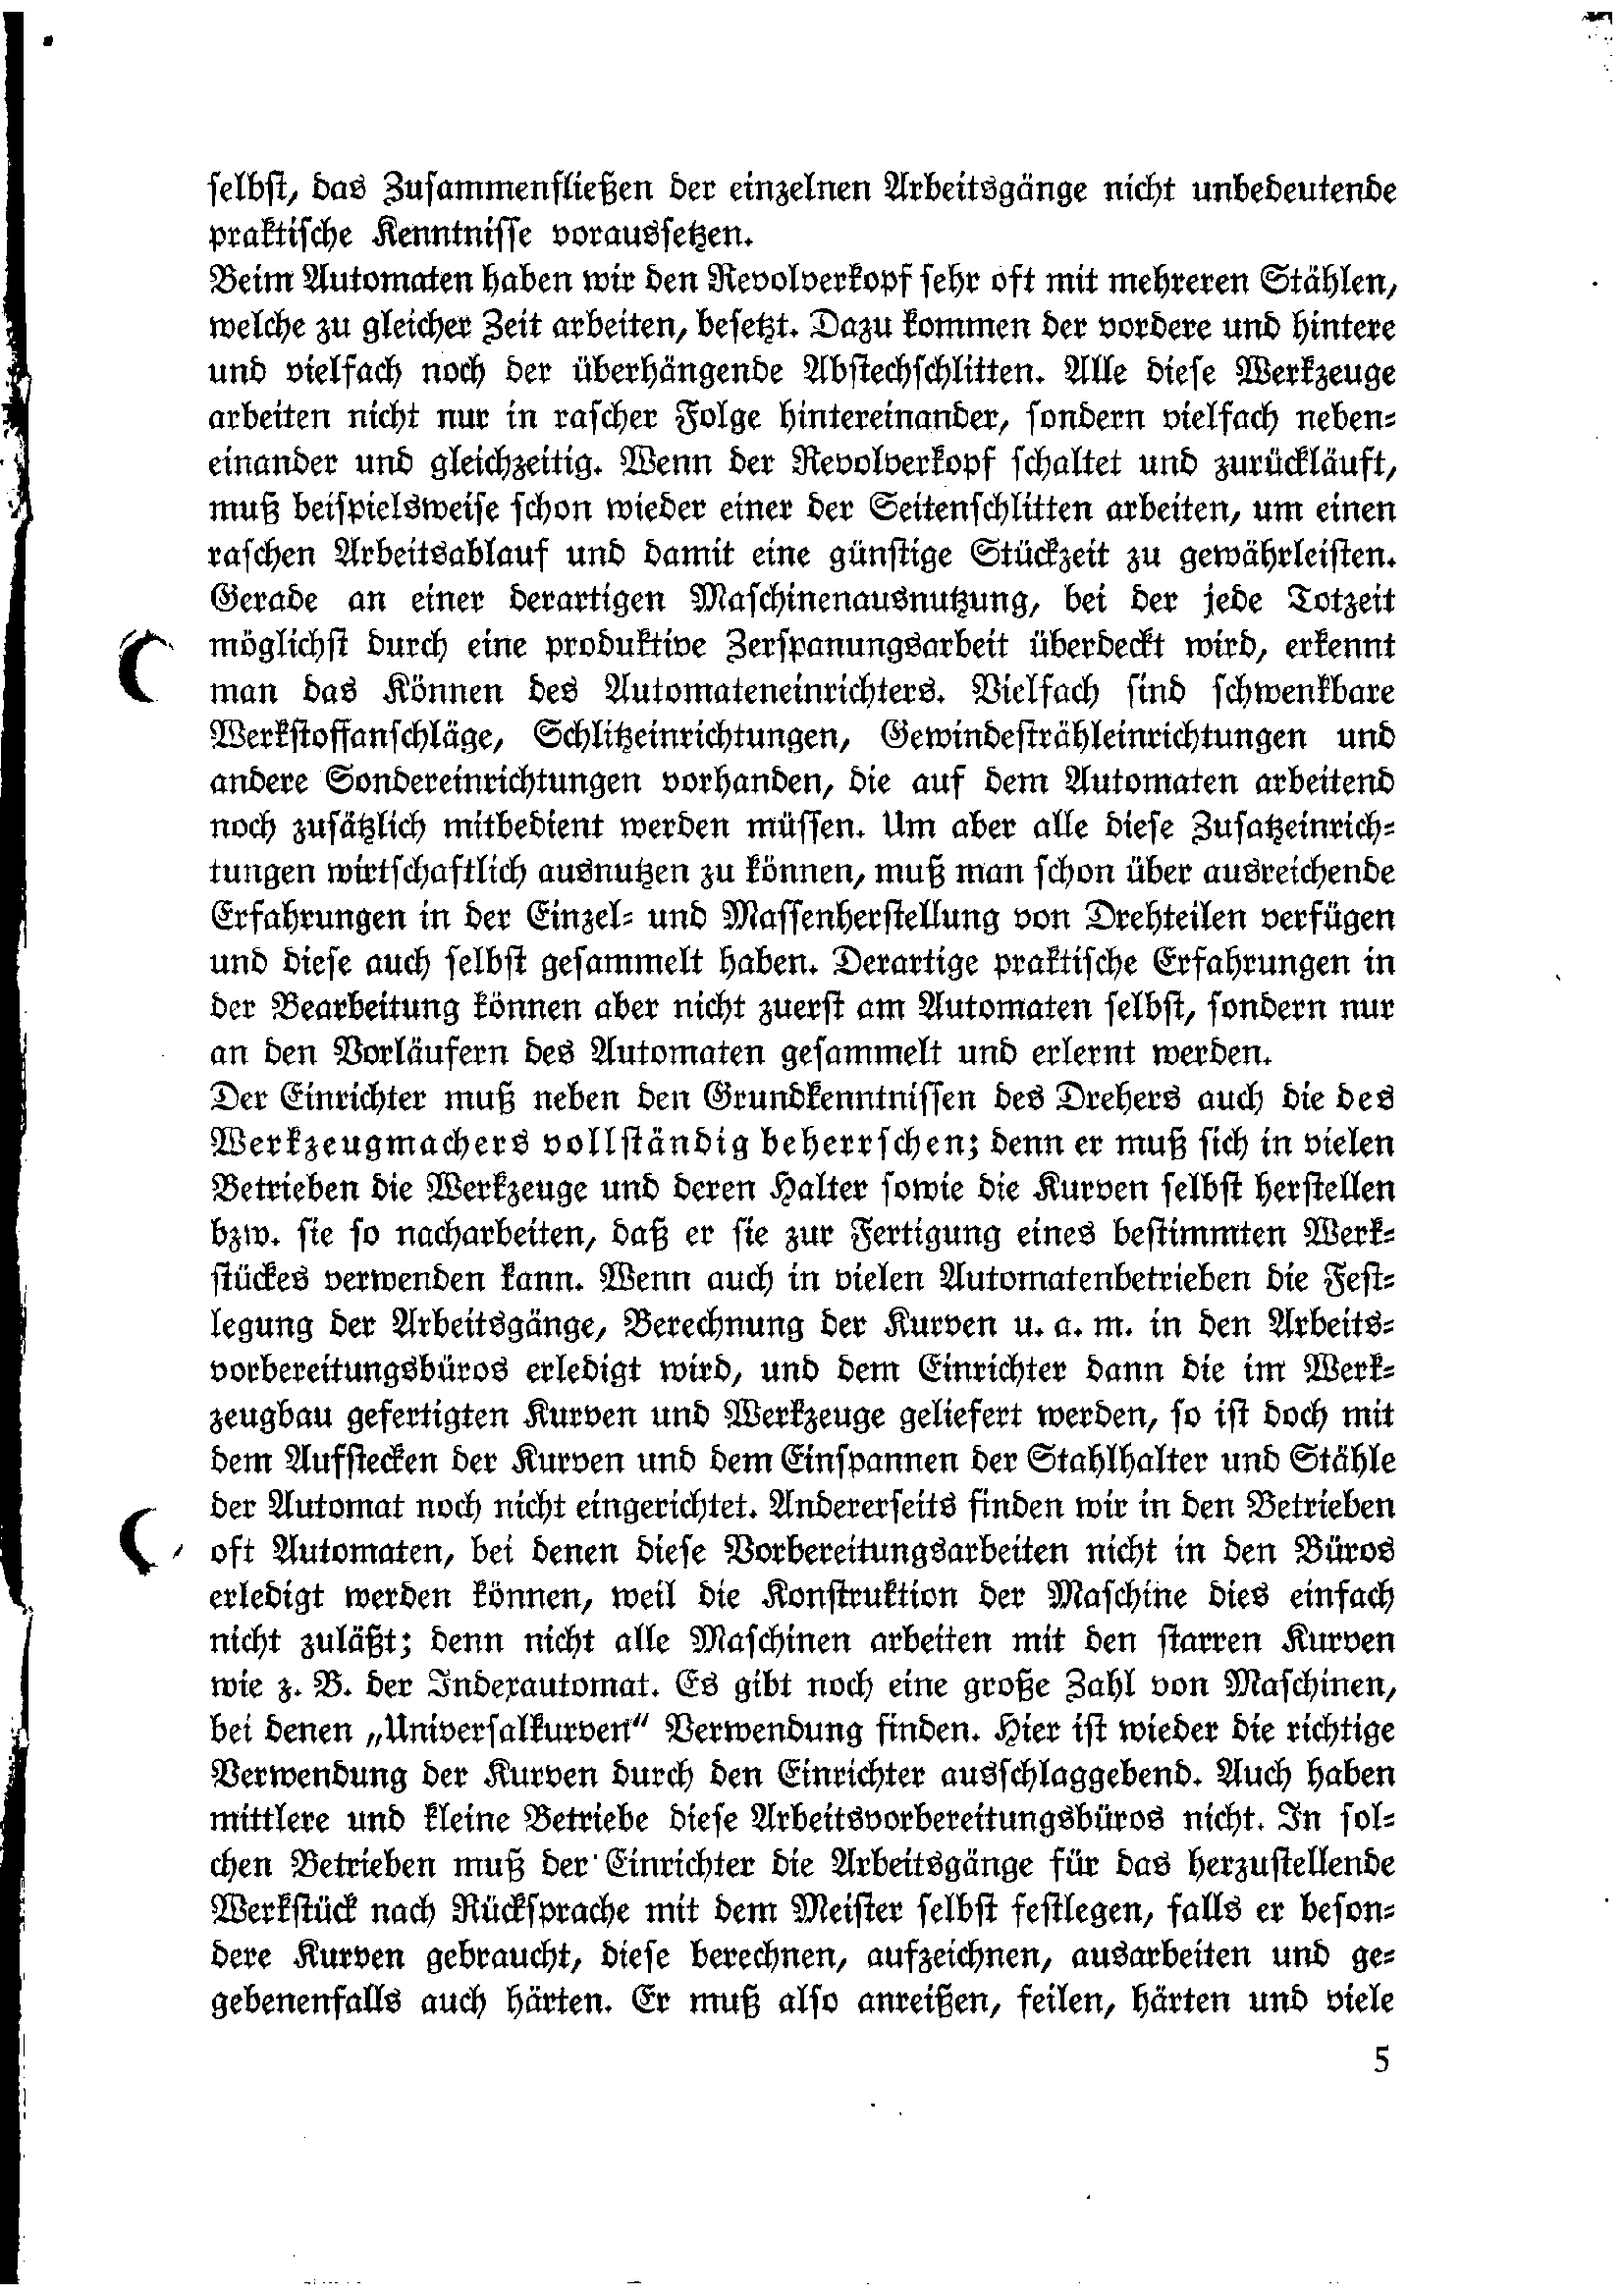 selbst, das Zusammenfließen der einzelnen Arbeitsgänge nicht unbedeutende
praktische Kenntnisse voraussetzen.
Beim Automaten haben wir den Revolverkopf sehr oft mit mehreren Stählen,
welche zu gleicher Zeit arbeiten, besetzt. Dazu kommen der vordere und hintere
und vielfach noch der überhängende Abstechschlitten. Alle diese Werkzeuge
arbeiten nicht nur in rascher Folge hintereinander, sondern vielfach neben-
einander und gleichzeitig. Wenn der Revolverkopf schaltet und zurückläuft,
muß beispielsweise schon wieder einer der Seitenschlitten arbeiten, um einen
raschen Arbeitsablauf und damit eine günstige Stückzeit zu gewährleisten.
Gerade an einer derartigen Maschinenausnutzung, bei der jede Totzeit
möglichst durch eine produktive Zerspanungsarbeit überdeckt wird, erkennt
man das Können des Automateneinrichters. Vielfach sind schwenkbare
Werkstoffanschläge, Schlitzeinrichtungen, Gewindesträhleinrichtungen und
andere Sondereinrichtungen vorhanden, die auf dem Automaten arbeitend
noch zusätzlich mitbedient werden müssen. Um aber alle diese Zusatzeinrich-
tungen wirtschaftlich ausnutzen zu können, muß man schon über ausreichende
Erfahrungen in der Einzel- und Massenherstellung von Drehteilen verfügen
und diese auch selbst gesammelt haben. Derartige praktische Erfahrungen in
der Bearbeitung können aber nicht zuerst am Automaten selbst, sondern nur
an den Vorläufern des Automaten gesammelt und erlernt werden.
Der Einrichter muß neben den Grundkenntnissen des Drehers auch die des
Werkzeugmachers vollständig beherrschen; denn er muß sich in vielen
Betrieben die Werkzeuge und deren Halter sowie die Kurven selbst herstellen
bzw. sie so nacharbeiten, daß er sie zur Fertigung eines bestimmten Werk-
stückes verwenden kann. Wenn auch in vielen Automatenbetrieben die Fest-
legung der Arbeitsgänge, Berechnung der Kurven u. a. m. in den Arbeits-
vorbereitungsbüros erledigt wird, und dem Einrichter dann die im Werk-
zeugbau gefertigten Kurven und Werkzeuge geliefert werden, so ist doch mit
dem Aufstecken der Kurven und dem Einspannen der Stahlhalter und Stähle
der Automat noch nicht eingerichtet. Andererseits finden wir in den Betrieben
oft Automaten, bei denen diese Vorbereitungsarbeiten nicht in den Büros
erledigt werden können, weil die Konstruktion der Maschine dies einfach
nicht zuläßt; denn nicht alle Maschinen arbeiten mit den starren Kurven
wie z. B. der Indexautomat. Es gibt noch eine große Zahl von Maschinen,
bei denen „Universalkurven“ Verwendung finden. Hier ist wieder die richtige
Verwendung der Kurven durch den Einrichter ausschlaggebend. Auch haben
mittlere und kleine Betriebe diese Arbeitsvorbereitungsbüros nicht. In sol-
chen Betrieben muß der Einrichter die Arbeitsgänge für das herzustellende
Werkstück nach Rücksprache mit dem Meister selbst festlegen, falls er beson-
dere Kurven gebraucht, diese berechnen, aufzeichnen, ausarbeiten und ge-
gebenenfalls auch härten. Er muß also anreißen, feilen, härten und viele
5